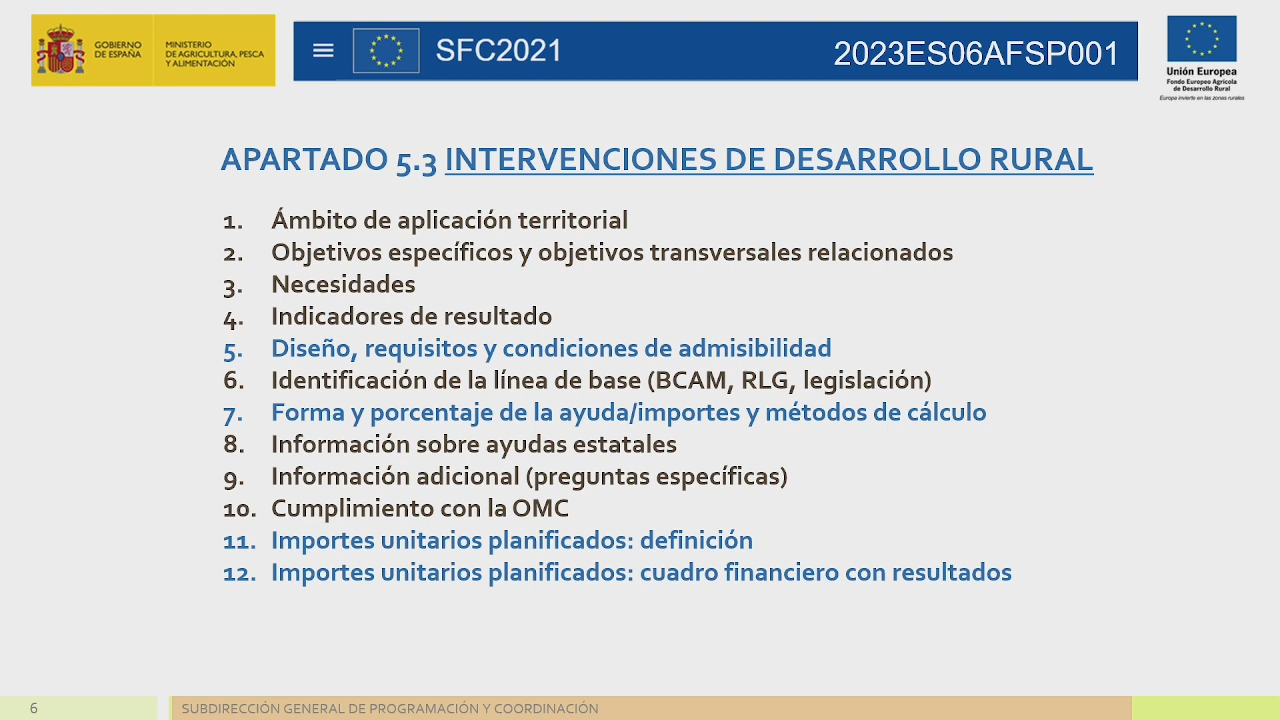 GOBIERNO
DE ESPAÑA
MINISTERIO
DE AGRICULTURA, PESCA
Y ALIMENTACIÓN
SFC2021
2023ES06AFSP001
Unión Europea
Fondo Europeo Agrícola
de Desarrollo Rural
Europa invierte en las zonas rurales
APARTADO 5.3 INTERVENCIONES DE DESARROLLO RURAL
1. Ámbito de aplicación territorial
2. Objetivos específicos y objetivos transversales relacionados
3. Necesidades
4. Indicadores de resultado
5. Diseño, requisitos y condiciones de admisibilidad
6. Identificación de la línea de base (BCAM, RLG, legislación)
7. Forma y porcentaje de la ayuda/importes y métodos de cálculo
8. Información sobre ayudas estatales
9. Información adicional (preguntas específicas)
10. Cumplimiento con la OMC
11. Importes unitarios planificados: definición
12. Importes unitarios planificados: cuadro financiero con resultados
6
SUBDIRECCIÓN GENERAL DE PROGRAMACIÓN Y COORDINACIÓN